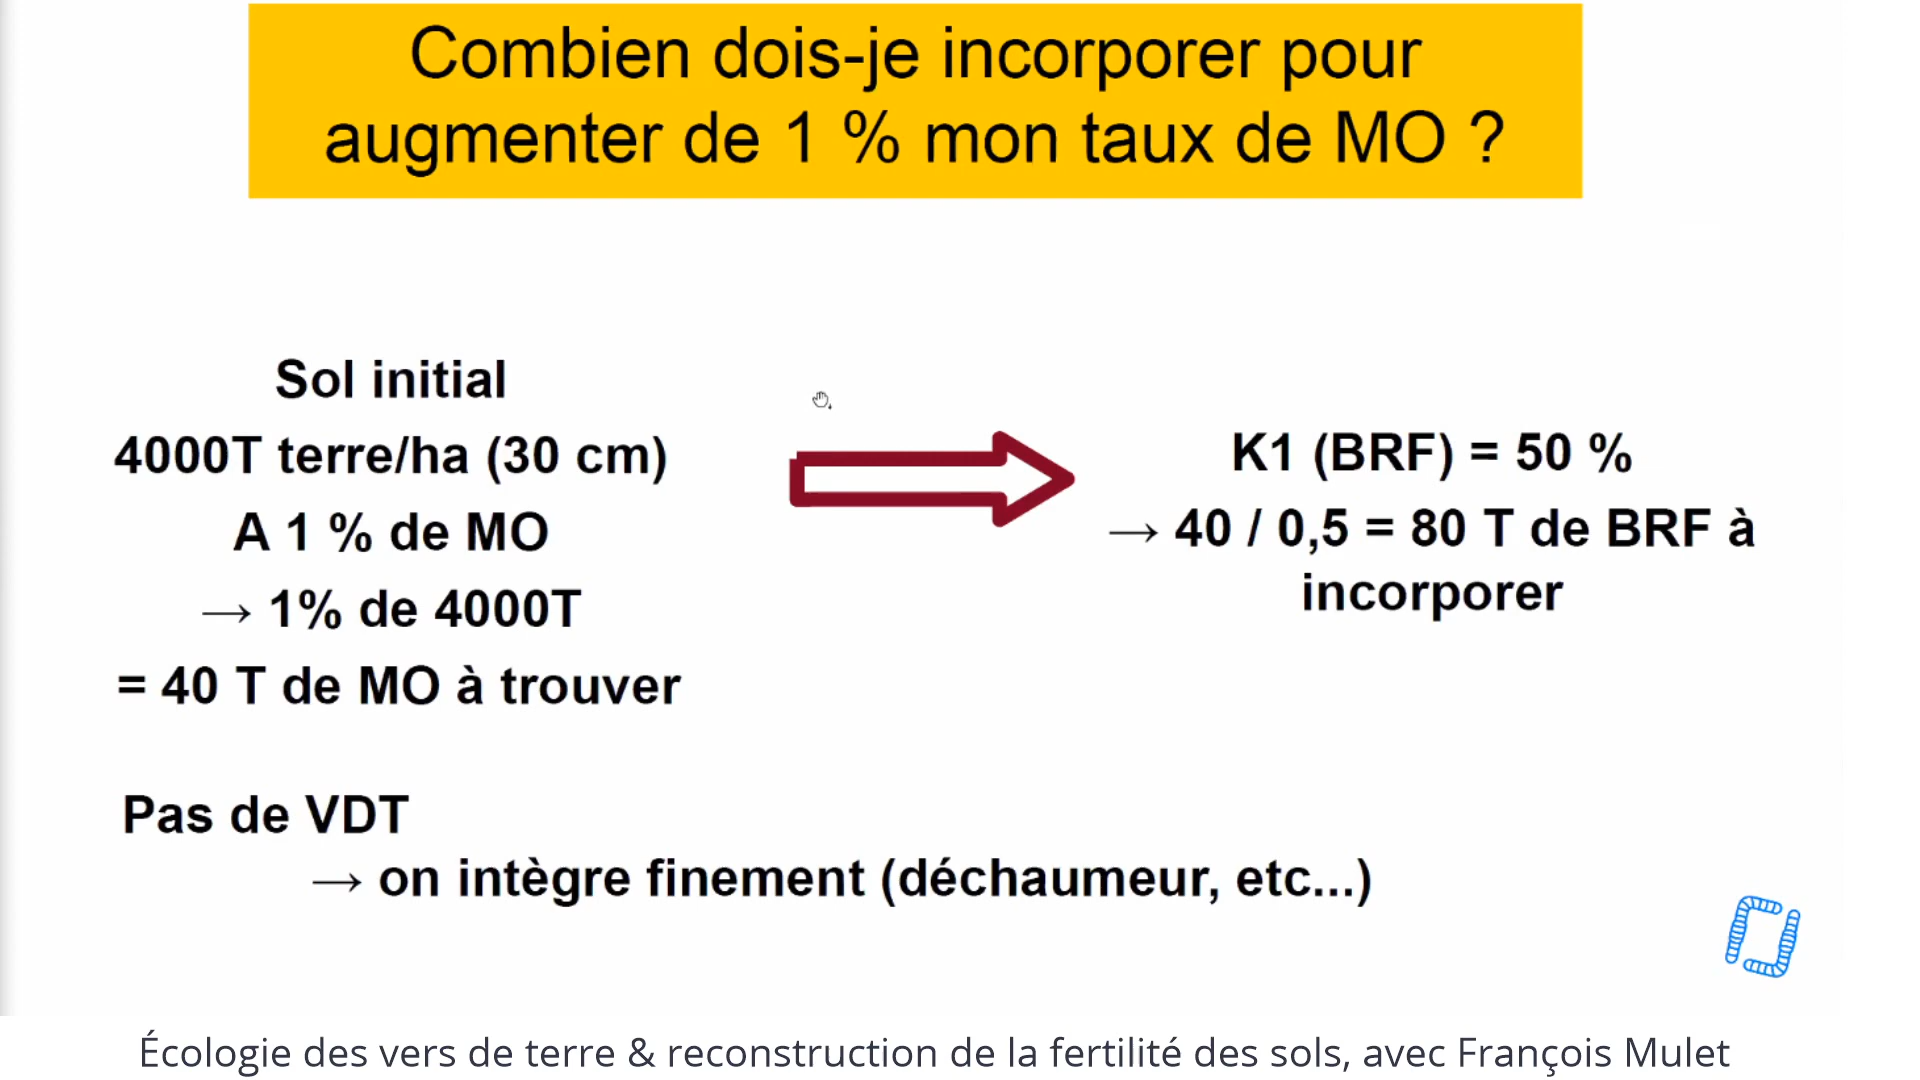 Combien dois-je incorporer pour
augmenter de 1 % mon taux de MO ?
Sol initial
4000T terre/ha (30 cm)
A 1 % de MO
→ 1% de 4000T
= 40 T de MO à trouver
K1 (BRF) = 50 %
→ 40 / 0,5 = 80 T de BRF à
incorporer
Pas de VDT
→ on intègre finement (déchaumeur, etc...)
Écologie des vers de terre & reconstruction de la fertilité des sols, avec François Mulet